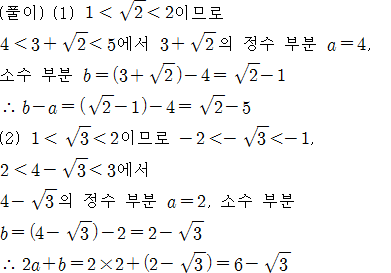 (풀이) (1) 1 < √2 < 2이므로
4 < 3 + √2 < 5에서 3 + √2 의 정수 부분 a = 4,
소수 부분 b = (3 + √2) - 4 = √2 - 1
∴ b - a = (√2 - 1) - 4 = √2 - 5
(2) 1 < √3 < 2이므로 -2 < -√3 < -1,
2 < 4 - √3 < 3에서
4 - √3 의 정수 부분 a = 2, 소수 부분
b = (4 - √3) - 2 = 2 - √3
∴ 2a + b = 2 × 2 + (2 - √3) = 6 - √3